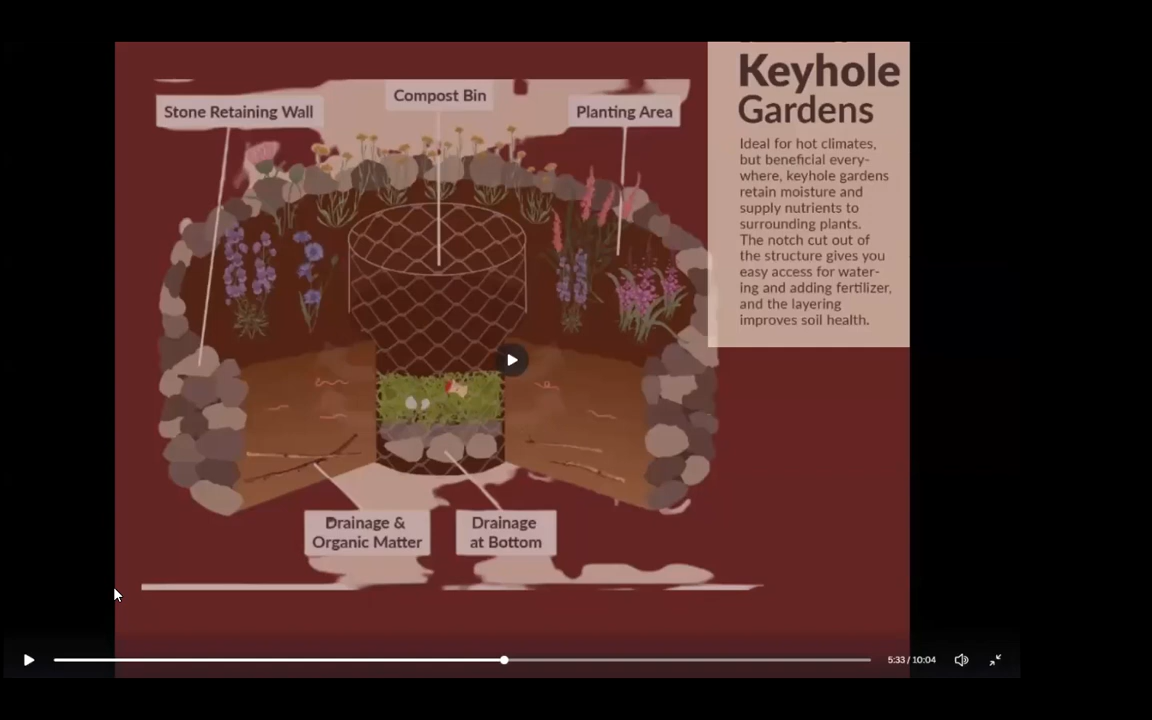 Keyhole
Gardens
Ideal for hot climates,
but beneficial every-
where, keyhole gardens
retain moisture and
supply nutrients to
surrounding plants.
The notch cut out of
the structure gives you
easy access for water-
ing and adding fertilizer,
and the layering
improves soil health.
Stone Retaining Wall
Compost Bin
Planting Area
Drainage &
Organic Matter
Drainage
at Bottom
5:33 / 10:04